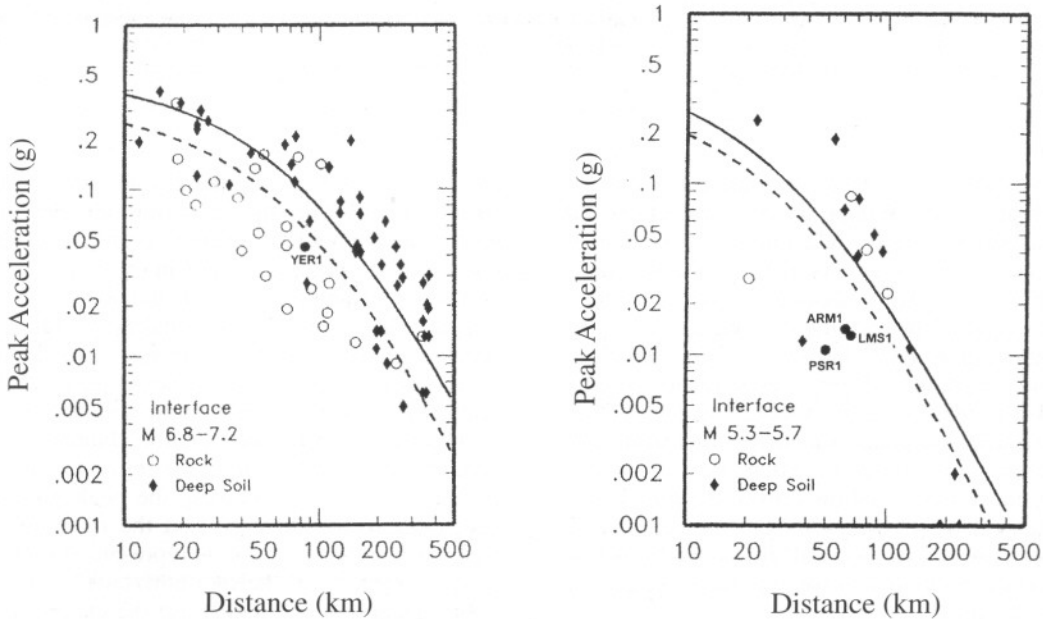 1
.5
.2
.1
.05
.02
.01
.005
.002
.001
Peak Acceleration (g)
YER1
Interface
M 6.8–7.2
Rock
Deep Soil
10 20 50 100 200 500
Distance (km)
1
.5
.2
.1
.05
.02
.01
.005
.002
.001
Peak Acceleration (g)
ARM1
LMS1
PSR1
Interface
M 5.3–5.7
Rock
Deep Soil
10 20 50 100 200 500
Distance (km)